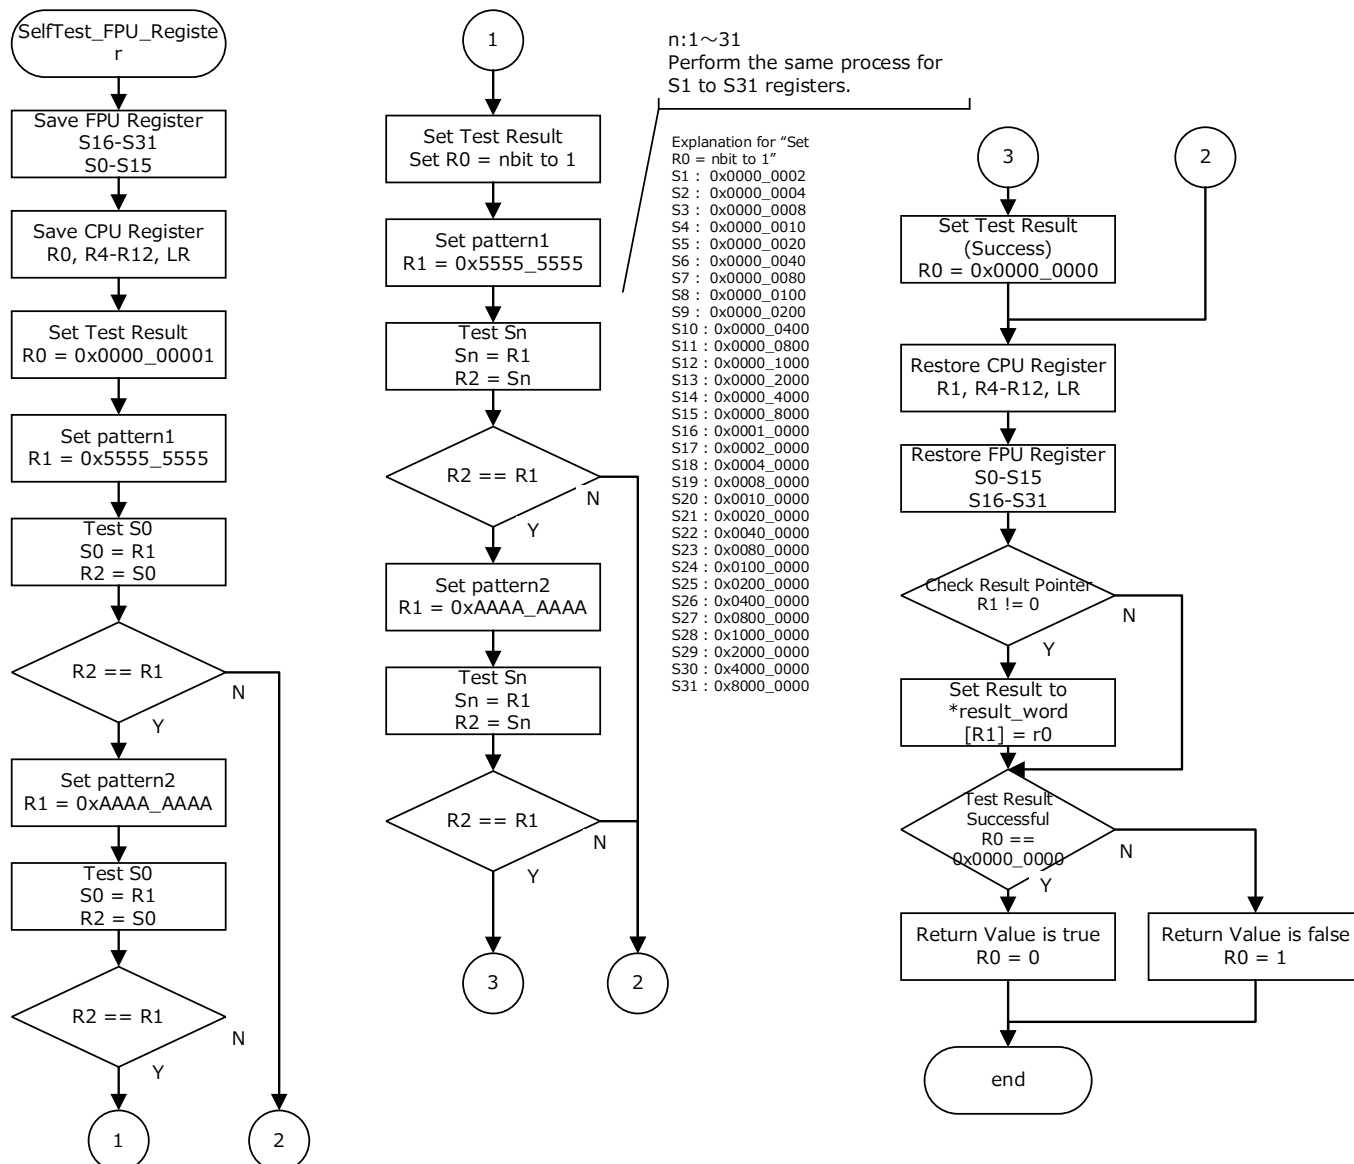 SelfTest_FPU_Registe
r
Save FPU Register
S16-S31
S0-S15
Save CPU Register
R0, R4-R12, LR
Set Test Result
R0 = 0x0000_00001
Set pattern1
R1 = 0x5555_5555
Test S0
S0 = R1
R2 = S0
R2 == R1
N
Y
Set pattern2
R1 = 0xAAAA_AAAA
Test S0
S0 = R1
R2 = S0
R2 == R1
N
Y
1
2
1
Set Test Result
Set R0 = nbit to 1
Set pattern1
R1 = 0x5555_5555
Test Sn
Sn = R1
R2 = Sn
R2 == R1
N
Y
Set pattern2
R1 = 0xAAAA_AAAA
Test Sn
Sn = R1
R2 = Sn
R2 == R1
N
Y
3
2
n:1～31
Perform the same process for
S1 to S31 registers.
Explanation for “Set
R0 = nbit to 1”
S1 : 0x0000_0002
S2 : 0x0000_0004
S3 : 0x0000_0008
S4 : 0x0000_0010
S5 : 0x0000_0020
S6 : 0x0000_0040
S7 : 0x0000_0080
S8 : 0x0000_0100
S9 : 0x0000_0200
S10 : 0x0000_0400
S11 : 0x0000_0800
S12 : 0x0000_1000
S13 : 0x0000_2000
S14 : 0x0000_4000
S15 : 0x0000_8000
S16 : 0x0001_0000
S17 : 0x0002_0000
S18 : 0x0004_0000
S19 : 0x0008_0000
S20 : 0x0010_0000
S21 : 0x0020_0000
S22 : 0x0040_0000
S23 : 0x0080_0000
S24 : 0x0100_0000
S25 : 0x0200_0000
S26 : 0x0400_0000
S27 : 0x0800_0000
S28 : 0x1000_0000
S29 : 0x2000_0000
S30 : 0x4000_0000
S31 : 0x8000_0000
3
2
Set Test Result
(Success)
R0 = 0x0000_0000
Restore CPU Register
R1, R4-R12, LR
Restore FPU Register
S0-S15
S16-S31
Check Result Pointer
R1 != 0
N
Y
Set Result to
*result_word
[R1] = r0
Test Result
Successful
R0 ==
0x0000_0000
N
Y
Return Value is true
R0 = 0
Return Value is false
R0 = 1
end